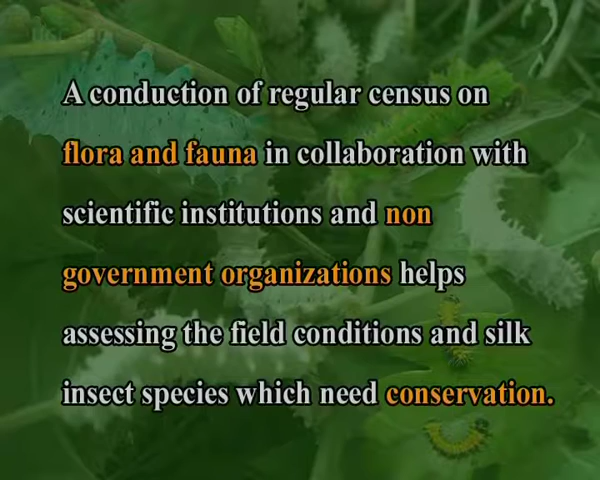 A conduction of regular census on
flora and fauna in collaboration with
scientific institutions and non
government organizations helps
assessing the field conditions and silk
insect species which need conservation.